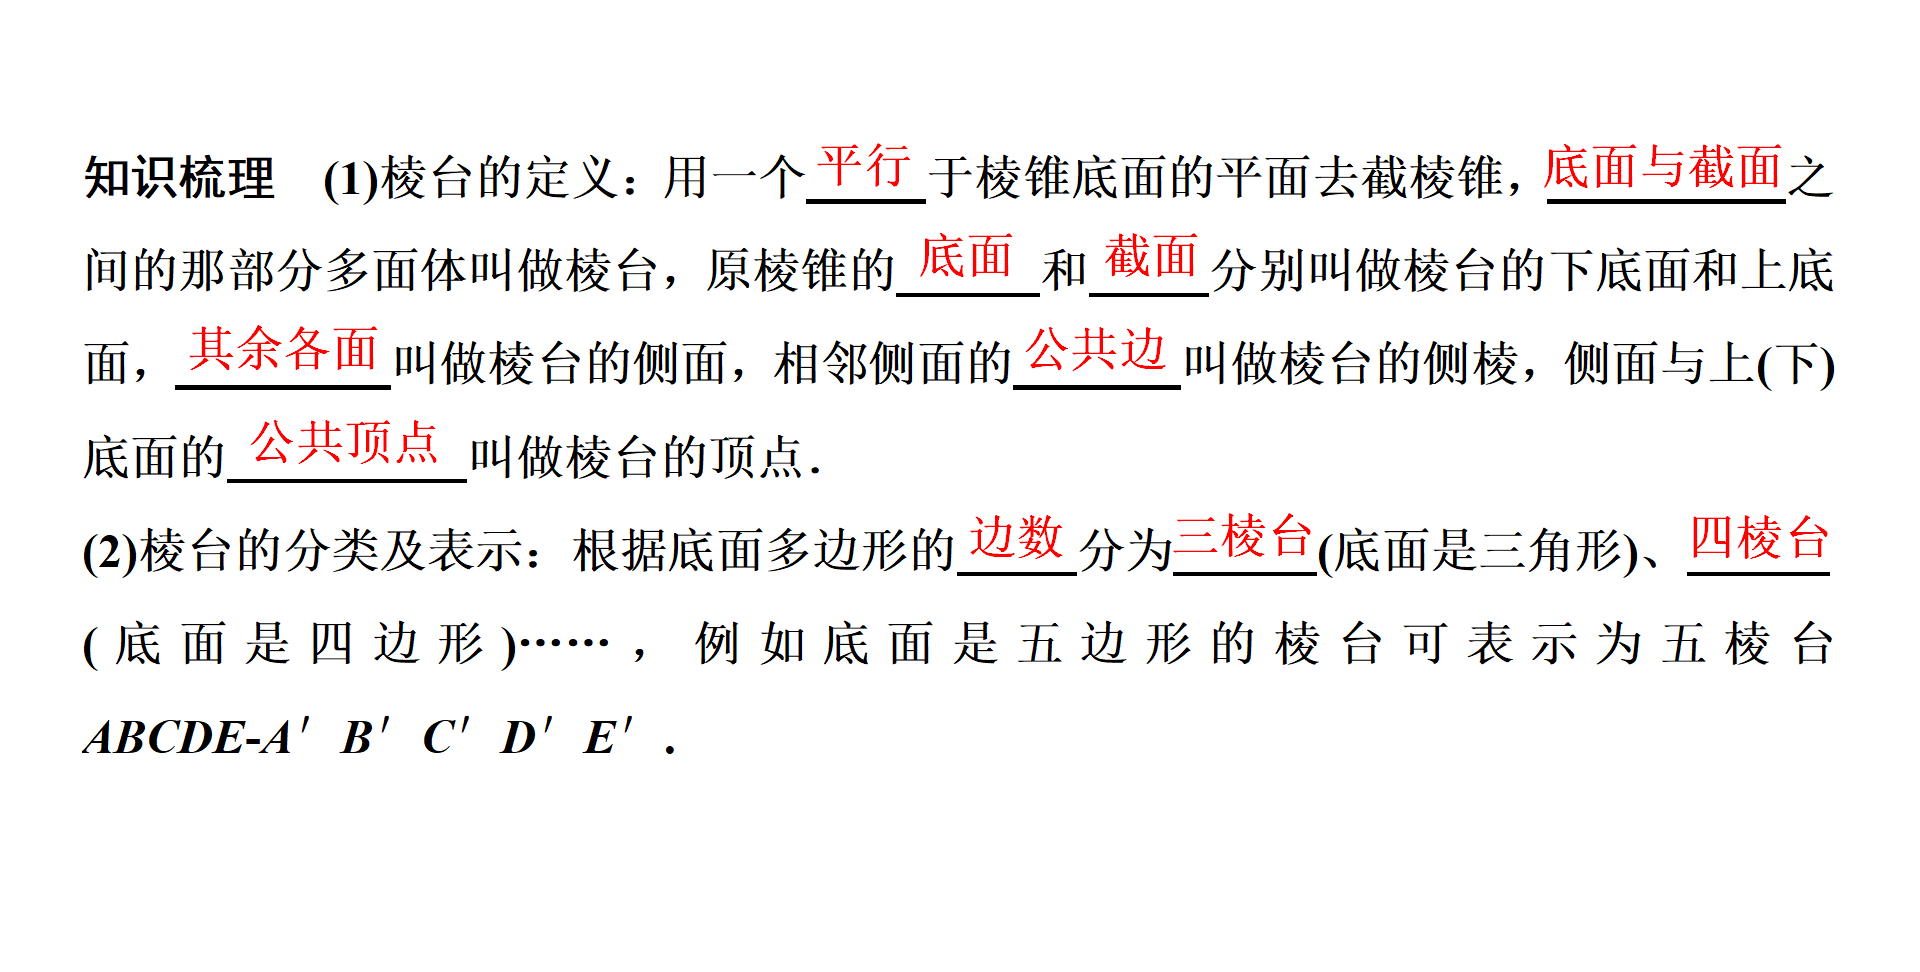 知识梳理 (1)棱台的定义：用一个平行于棱锥底面的平面去截棱锥，底面与截面之
间的那部分多面体叫做棱台，原棱锥的底面和截面分别叫做棱台的下底面和上底
面，其余各面叫做棱台的侧面，相邻侧面的公共边叫做棱台的侧棱，侧面与上(下)
底面的公共顶点叫做棱台的顶点．
(2)棱台的分类及表示：根据底面多边形的边数分为三棱台(底面是三角形)、四棱台
(底面是四边形)……，例如底面是五边形的棱台可表示为五棱台
ABCDE-A′B′C′D′E′.